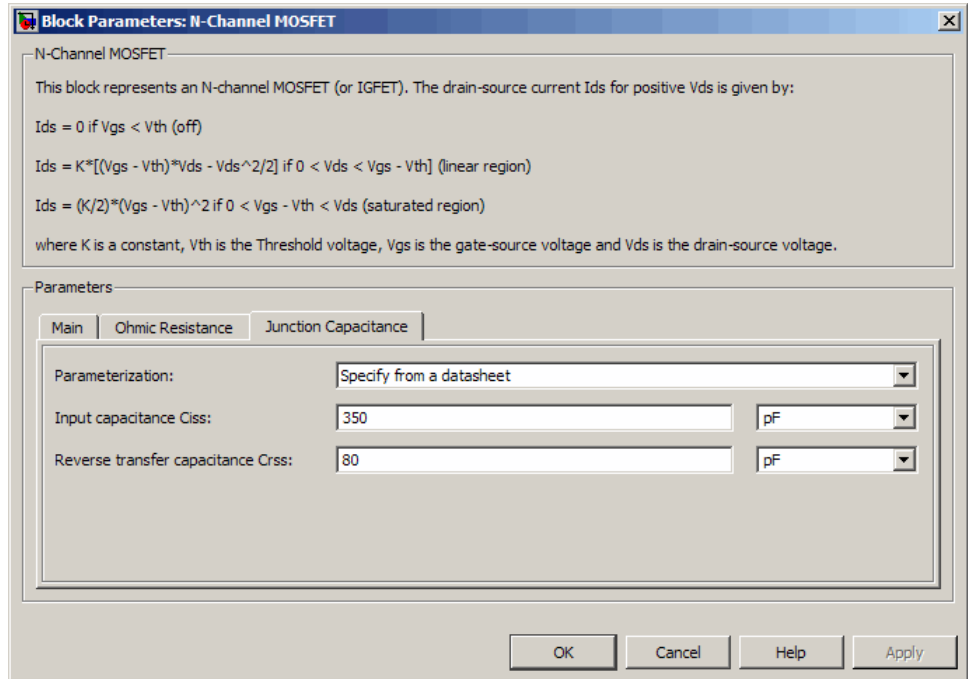 Block Parameters: N-Channel MOSFET
N-Channel MOSFET
This block represents an N-channel MOSFET (or IGFET). The drain-source current Ids for positive Vds is given by:
Ids = 0 if Vgs < Vth (off)
Ids = K*[(Vgs - Vth)*Vds - Vds^2/2] if 0 < Vds < Vgs - Vth] (linear region)
Ids = (K/2)*(Vgs - Vth)^2 if 0 < Vgs - Vth < Vds (saturated region)
where K is a constant, Vth is the Threshold voltage, Vgs is the gate-source voltage and Vds is the drain-source voltage.
Parameters
Main Ohmic Resistance Junction Capacitance
Parameterization: Specify from a datasheet
Input capacitance Ciss: 350 pF
Reverse transfer capacitance Crss: 80 pF
OK Cancel Help Apply